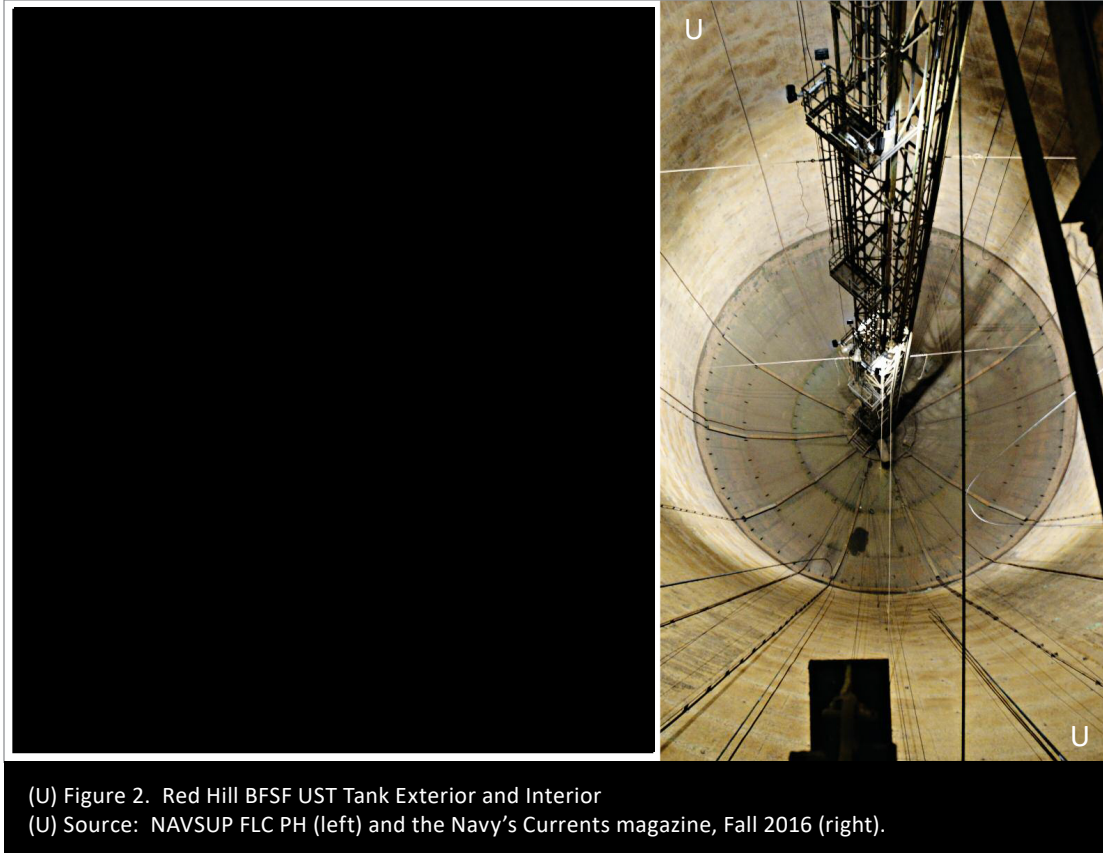 U
U
(U) Figure 2.  Red Hill BFSF UST Tank Exterior and Interior
(U) Source:  NAVSUP FLC PH (left) and the Navy's Currents magazine, Fall 2016 (right).